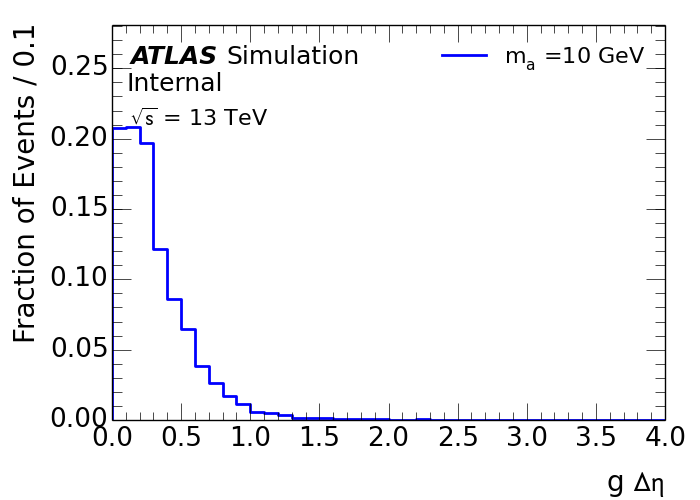 Fraction of Events / 0.1
ATLAS Simulation
Internal
√s = 13 TeV
mₐ =10 GeV
0.25
0.20
0.15
0.10
0.05
0.00
0.0 0.5 1.0 1.5 2.0 2.5 3.0 3.5 4.0
g Δη